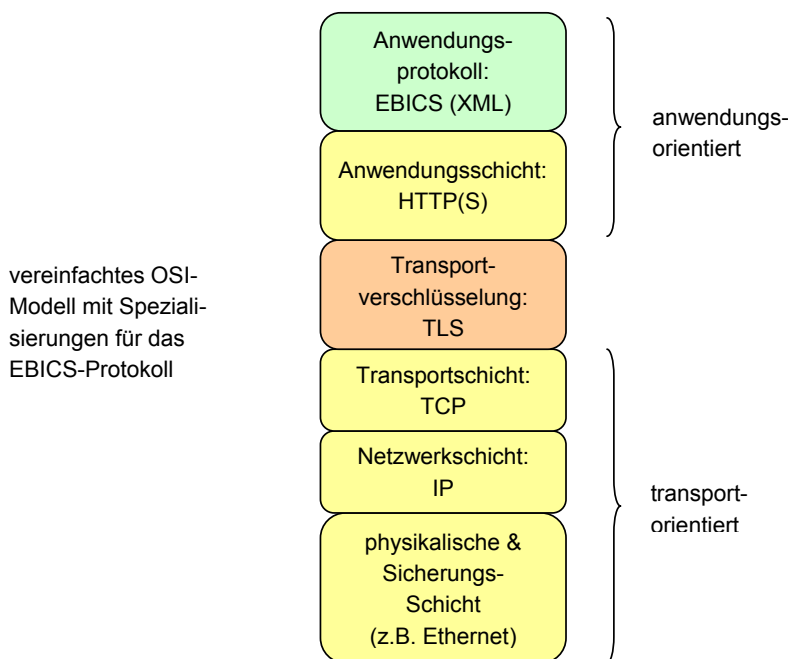 Anwendungs-
protokoll:
EBICS (XML)
anwendungs-
orientiert
Anwendungsschicht:
HTTP(S)
vereinfachtes OSI-
Modell mit Speziali-
sierungen für das
EBICS-Protokoll
Transport-
verschlüsselung:
TLS
Transportschicht:
TCP
Netzwerkschicht:
IP
transport-
orientiert
physikalische &
Sicherungs-
Schicht
(z.B. Ethernet)